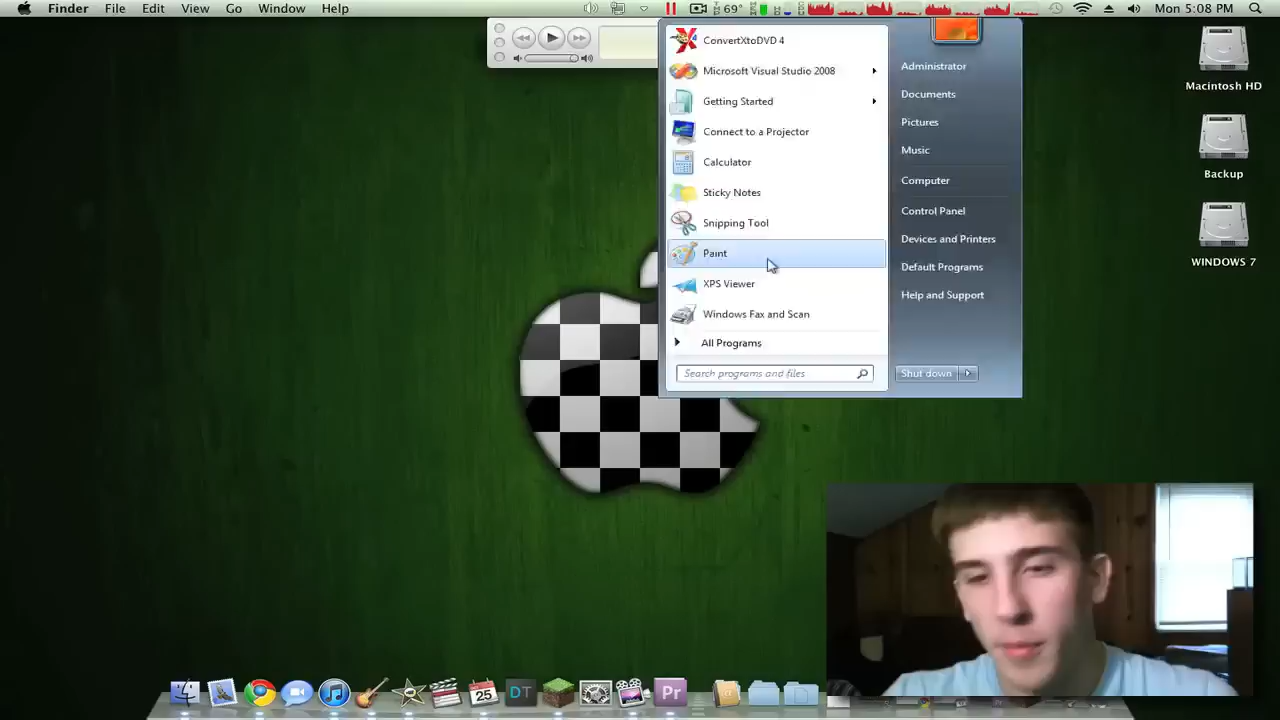 Finder File Edit View Go Window Help
69° Mon 5:08 PM
ConvertXtoDVD 4
Microsoft Visual Studio 2008
Getting Started
Connect to a Projector
Calculator
Sticky Notes
Snipping Tool
Paint
XPS Viewer
Windows Fax and Scan
All Programs
Search programs and files
Administrator
Documents
Pictures
Music
Computer
Control Panel
Devices and Printers
Default Programs
Help and Support
Shut down
Macintosh HD
Backup
WINDOWS 7
25
DT
Pr